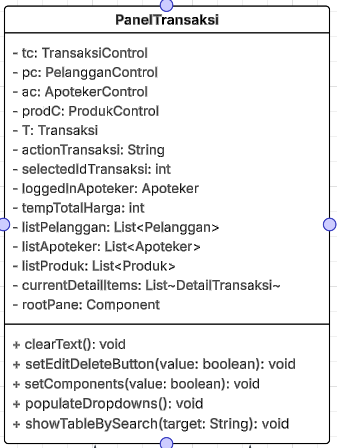 PanelTransaksi
- tc: TransaksiControl
- pc: PelangganControl
- ac: ApotekerControl
- prodC: ProdukControl
- T: Transaksi
- actionTransaksi: String
- selectedIdTransaksi: int
- loggedInApoteker: Apoteker
- tempTotalHarga: int
- listPelanggan: List<Pelanggan>
- listApoteker: List<Apoteker>
- listProduk: List<Produk>
- currentDetailItems: List~DetailTransaksi~
- rootPane: Component
+ clearText(): void
+ setEditDeleteButton(value: boolean): void
+ setComponents(value: boolean): void
+ populateDropdowns(): void
+ showTableBySearch(target: String): void